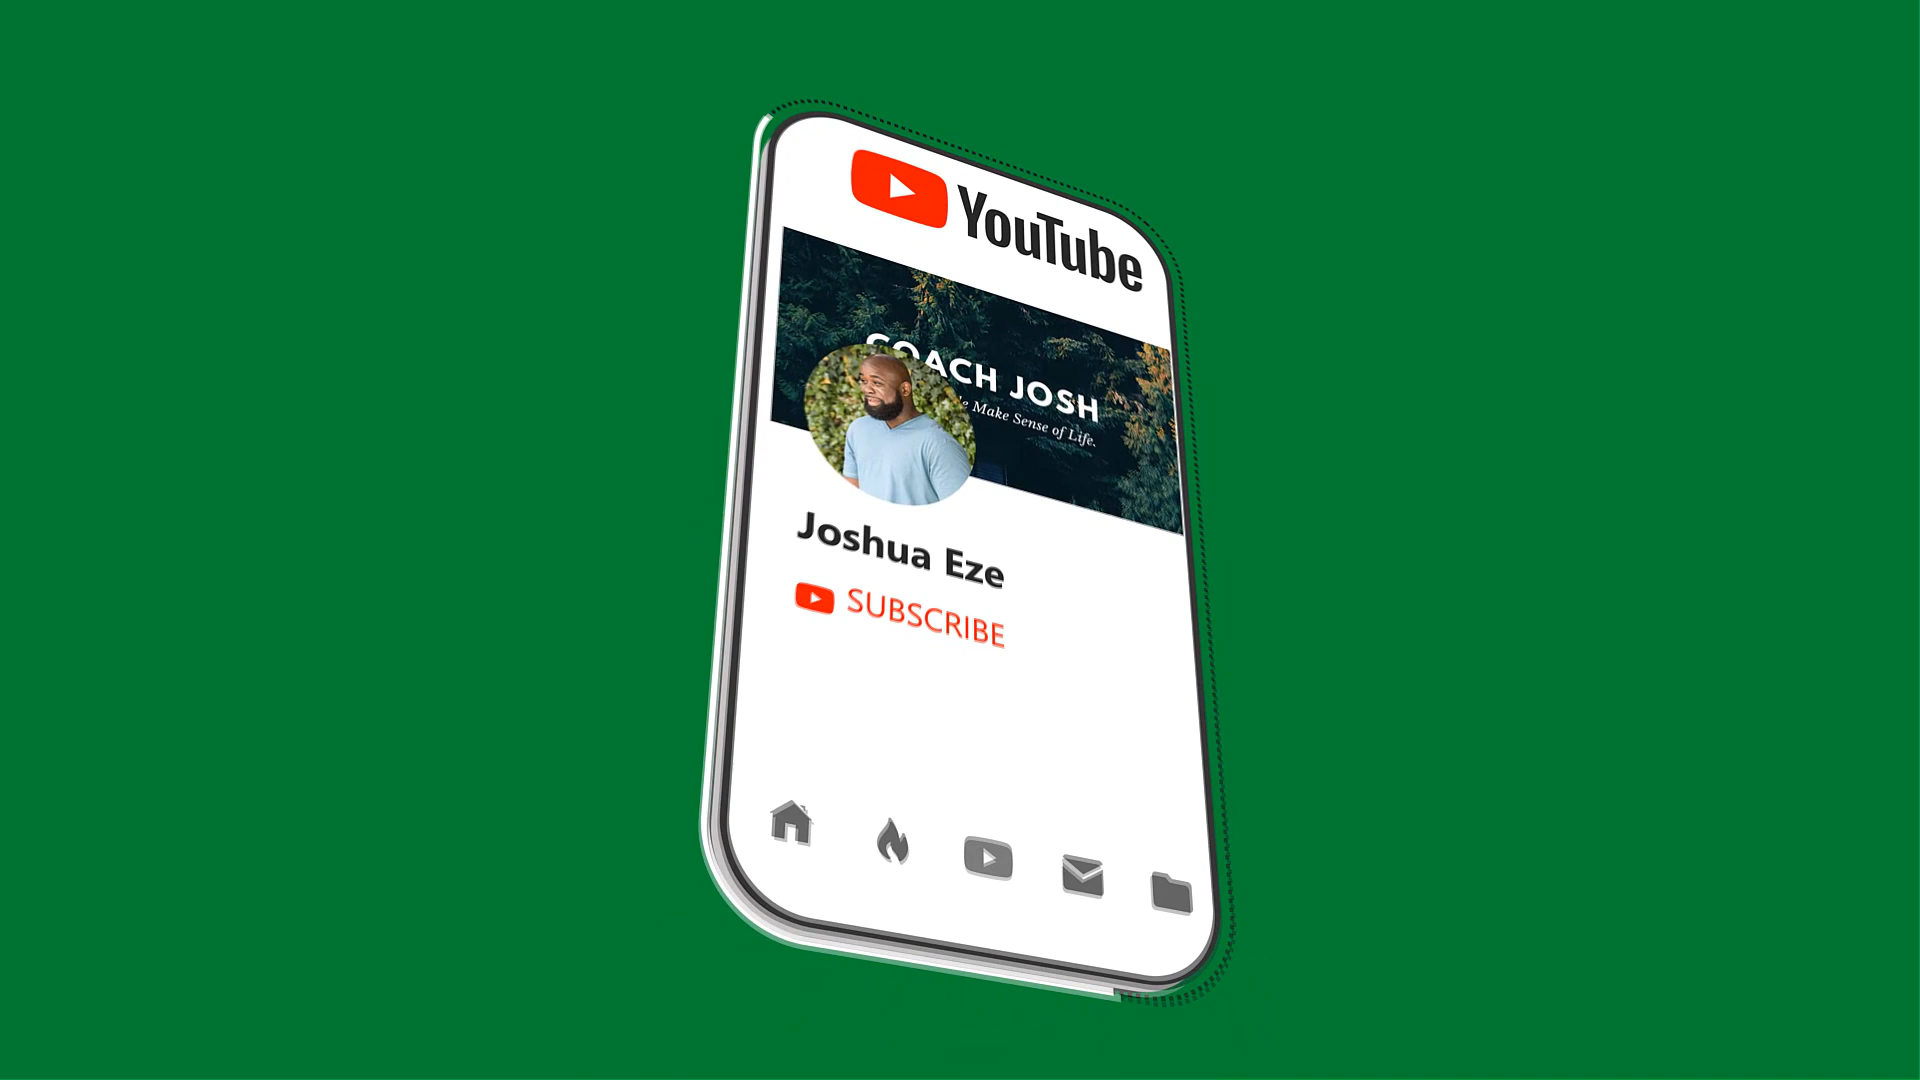 YouTube
COACH JOSH
Make Sense of Life.
Joshua Eze
SUBSCRIBE